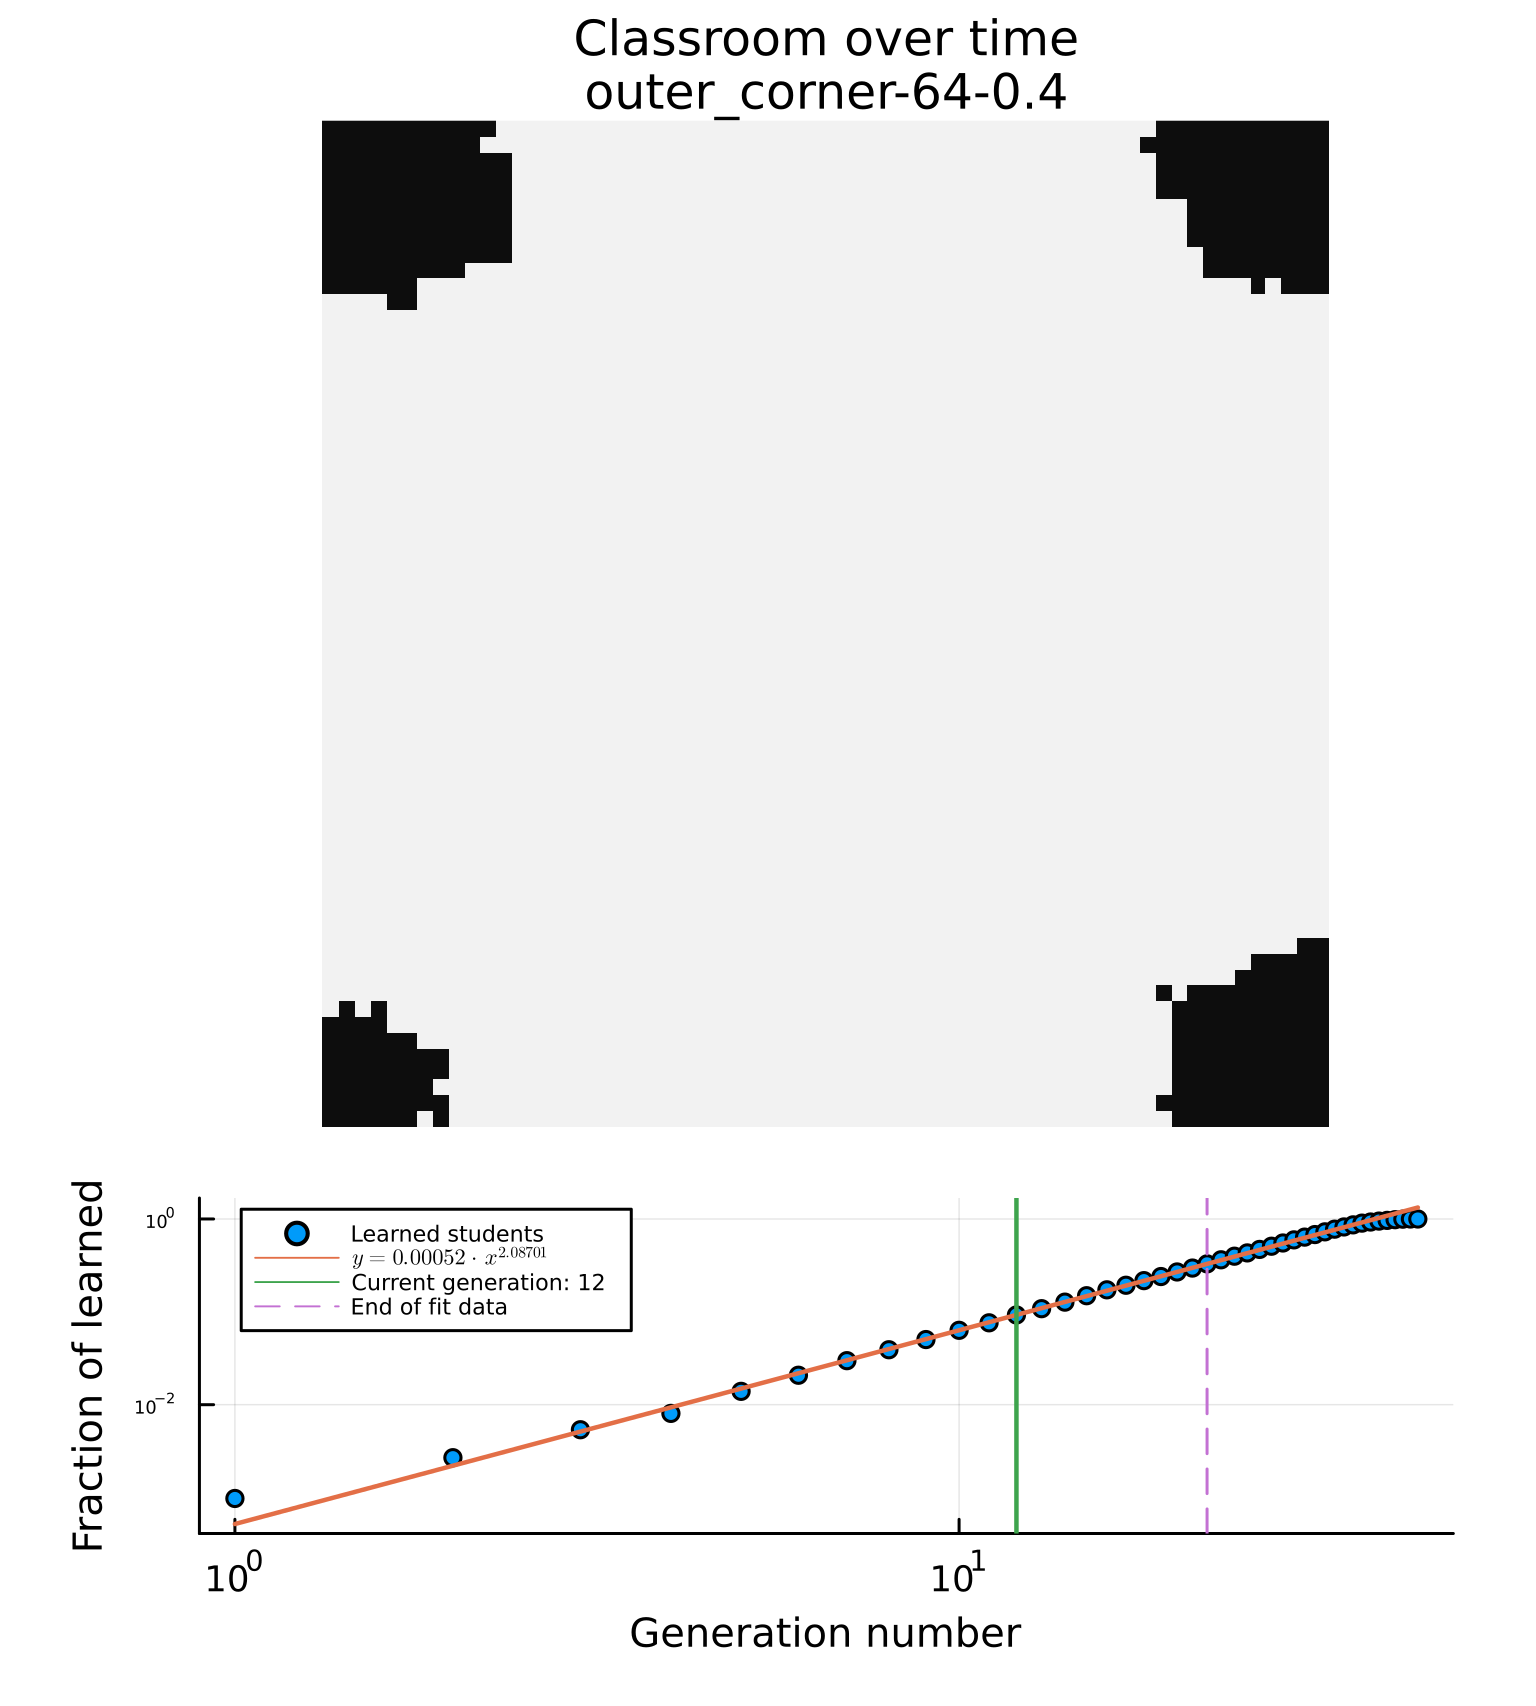 Classroom over time
outer_corner-64-0.4
Fraction of learned
10^0
10^−2
Learned students
y = 0.00052 · x^2.08701
Current generation: 12
End of fit data
10^0
10^1
Generation number